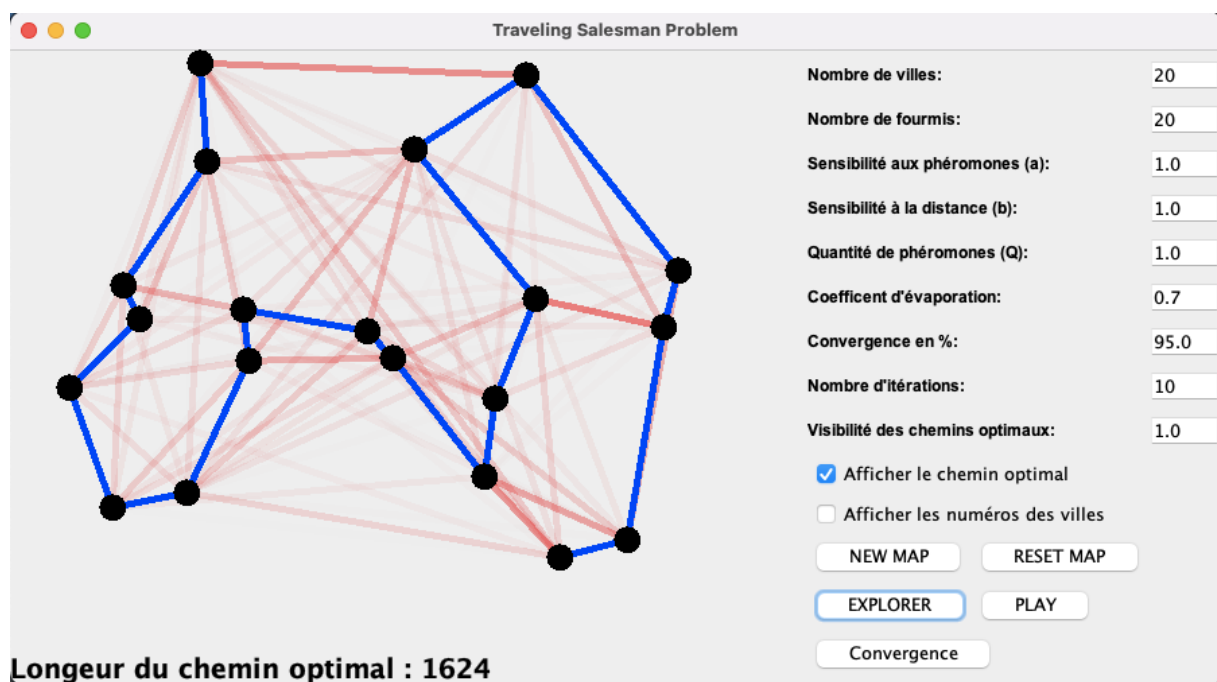 Traveling Salesman Problem
Nombre de villes: 20
Nombre de fourmis: 20
Sensibilité aux phéromones (a): 1.0
Sensibilité à la distance (b): 1.0
Quantité de phéromones (Q): 1.0
Coefficent d'évaporation: 0.7
Convergence en %: 95.0
Nombre d'itérations: 10
Visibilité des chemins optimaux: 1.0
Afficher le chemin optimal
Afficher les numéros des villes
NEW MAP RESET MAP
EXPLORER PLAY
Convergence
Longeur du chemin optimal : 1624